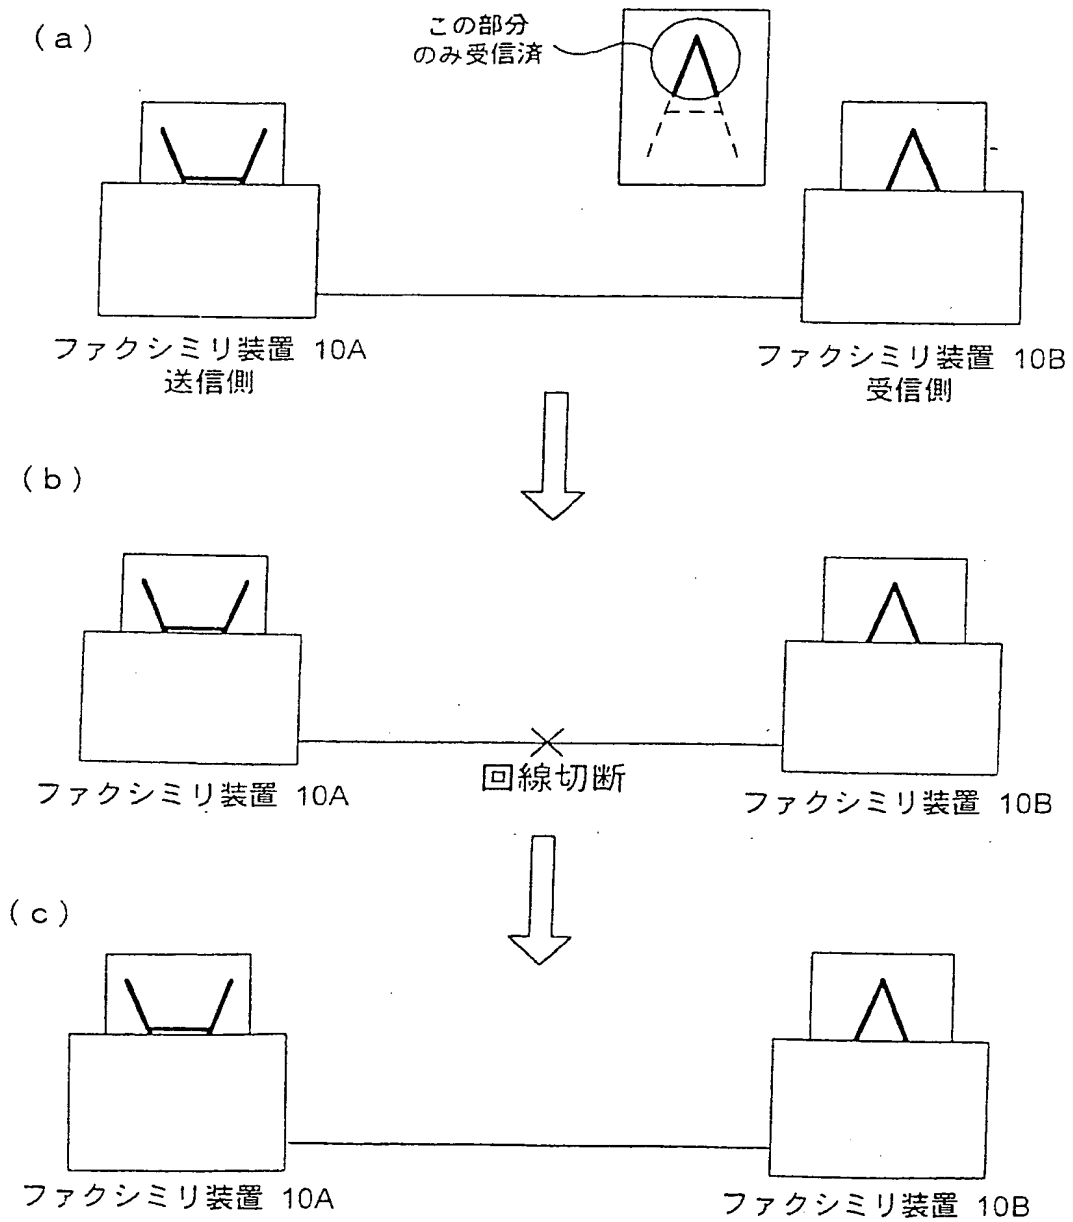 (a)
この部分
のみ受信済
ファクシミリ装置 10A
送信側
ファクシミリ装置 10B
受信側
(b)
回線切断
ファクシミリ装置 10A
ファクシミリ装置 10B
(c)
ファクシミリ装置 10A
ファクシミリ装置 10B